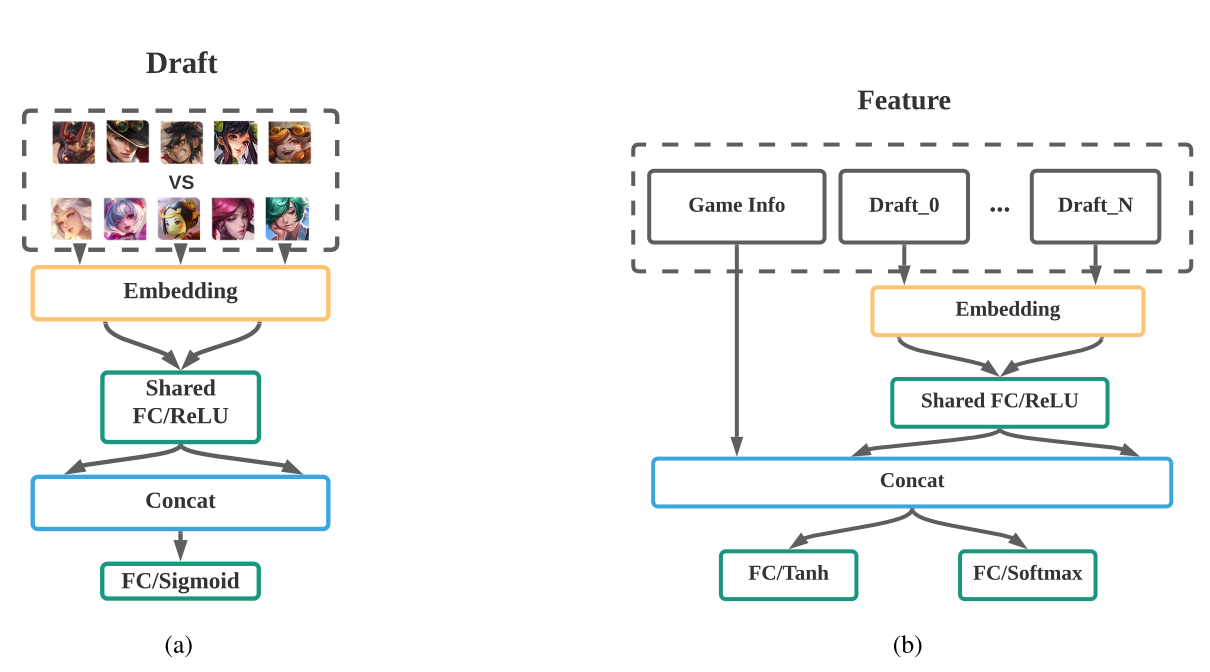 Draft
VS
Embedding
Shared
FC/ReLU
Concat
FC/Sigmoid
(a)
Feature
Game Info
Draft_0
...
Draft_N
Embedding
Shared FC/ReLU
Concat
FC/Tanh
FC/Softmax
(b)